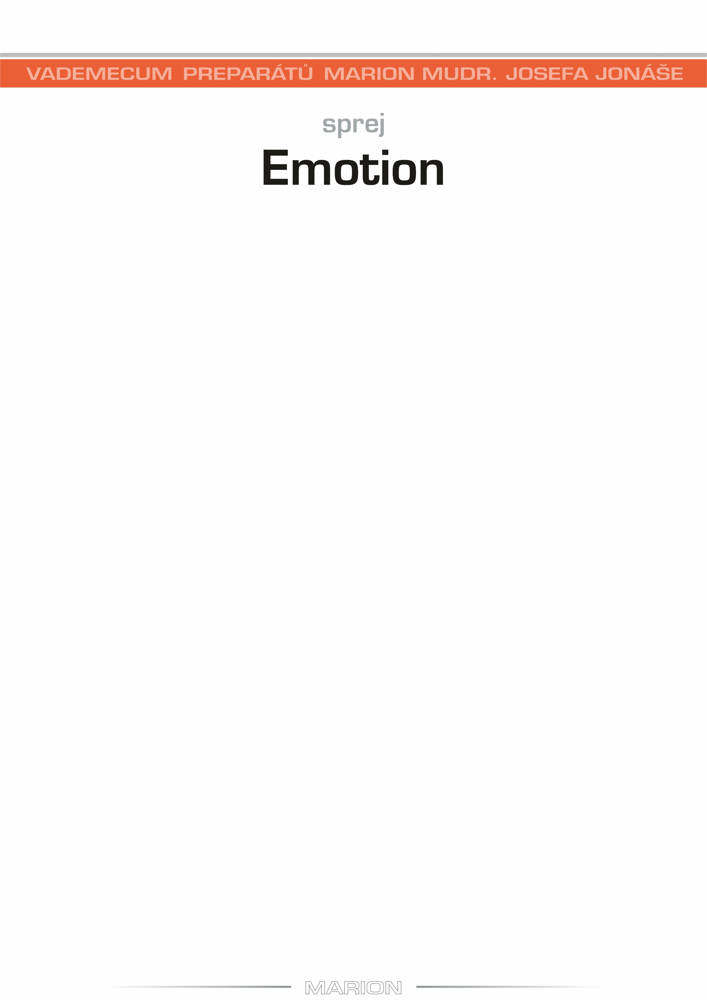 VADEMECUM PREPARÁTŮ MARION MUDR. JOSEFA JONÁŠE
sprej
Emotion
MARION